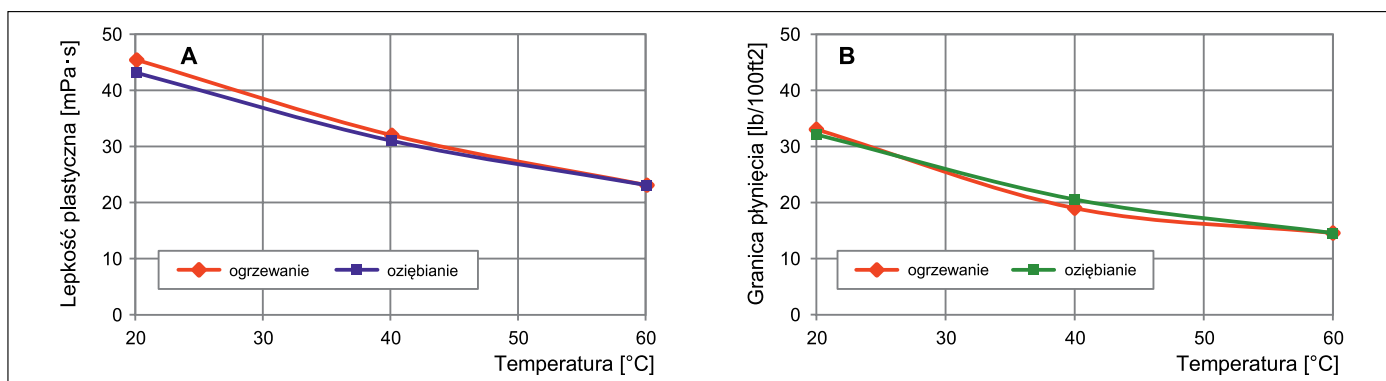 A
Lepkość plastyczna [mPa·s]
50
40
30
20
10
0
20 30 40 50 60
Temperatura [°C]
ogrzewanie oziębianie
B
Granica płynięcia [lb/100ft2]
50
40
30
20
10
0
20 30 40 50 60
Temperatura [°C]
ogrzewanie oziębianie